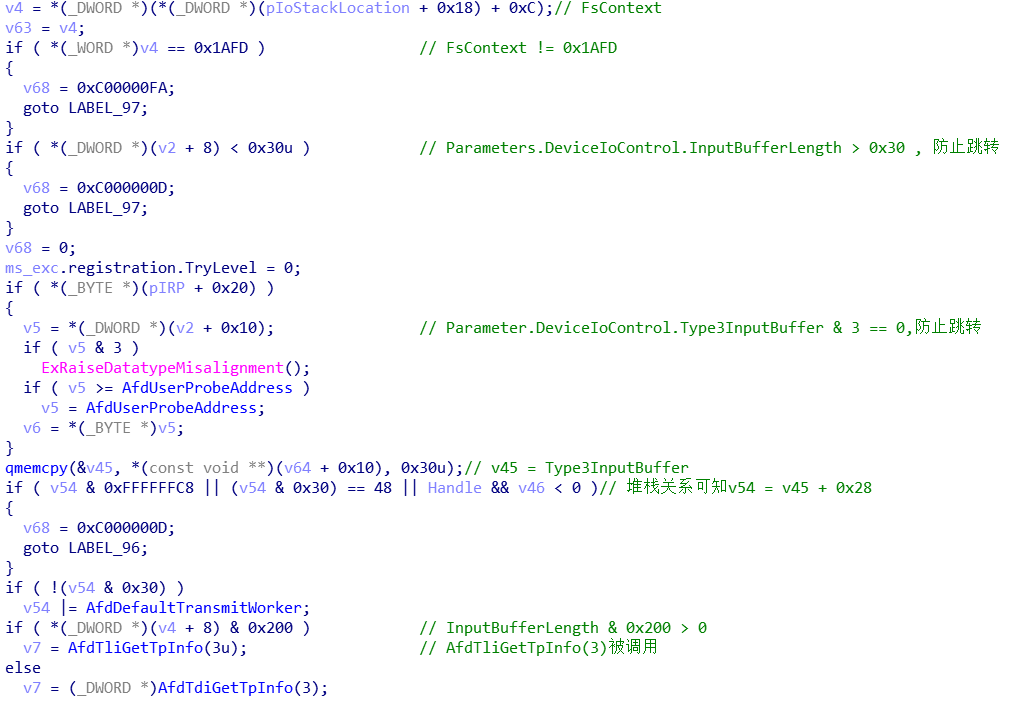 v4 = *(_DWORD *)(*(_DWORD *)(pIoStackLocation + 0x18) + 0xC);// FsContext
v63 = v4;
if ( *(_WORD *)v4 == 0x1AFD )                   // FsContext != 0x1AFD
{
  v68 = 0xC00000FA;
  goto LABEL_97;
}
if ( *(_DWORD *)(v2 + 8) < 0x30u )              // Parameters.DeviceIoControl.InputBufferLength > 0x30 , 防止跳转
{
  v68 = 0xC000000D;
  goto LABEL_97;
}
v68 = 0;
ms_exc.registration.TryLevel = 0;
if ( *(_BYTE *)(pIRP + 0x20) )
{
  v5 = *(_DWORD *)(v2 + 0x10);                  // Parameter.DeviceIoControl.Type3InputBuffer & 3 == 0,防止跳转
  if ( v5 & 3 )
    ExRaiseDatatypeMisalignment();
  if ( v5 >= AfdUserProbeAddress )
    v5 = AfdUserProbeAddress;
  v6 = *(_BYTE *)v5;
}
qmemcpy(&v45, *(const void **)(v64 + 0x10), 0x30u);// v45 = Type3InputBuffer
if ( v54 & 0xFFFFFFC8 || (v54 & 0x30) == 48 || Handle && v46 < 0 )// 堆栈关系可知v54 = v45 + 0x28
{
  v68 = 0xC000000D;
  goto LABEL_96;
}
if ( !(v54 & 0x30) )
  v54 |= AfdDefaultTransmitWorker;
if ( *(_DWORD *)(v4 + 8) & 0x200 )              // InputBufferLength & 0x200 > 0
  v7 = AfdTliGetTpInfo(3u);                     // AfdTliGetTpInfo(3)被调用
else
  v7 = (_DWORD *)AfdTdiGetTpInfo(3);